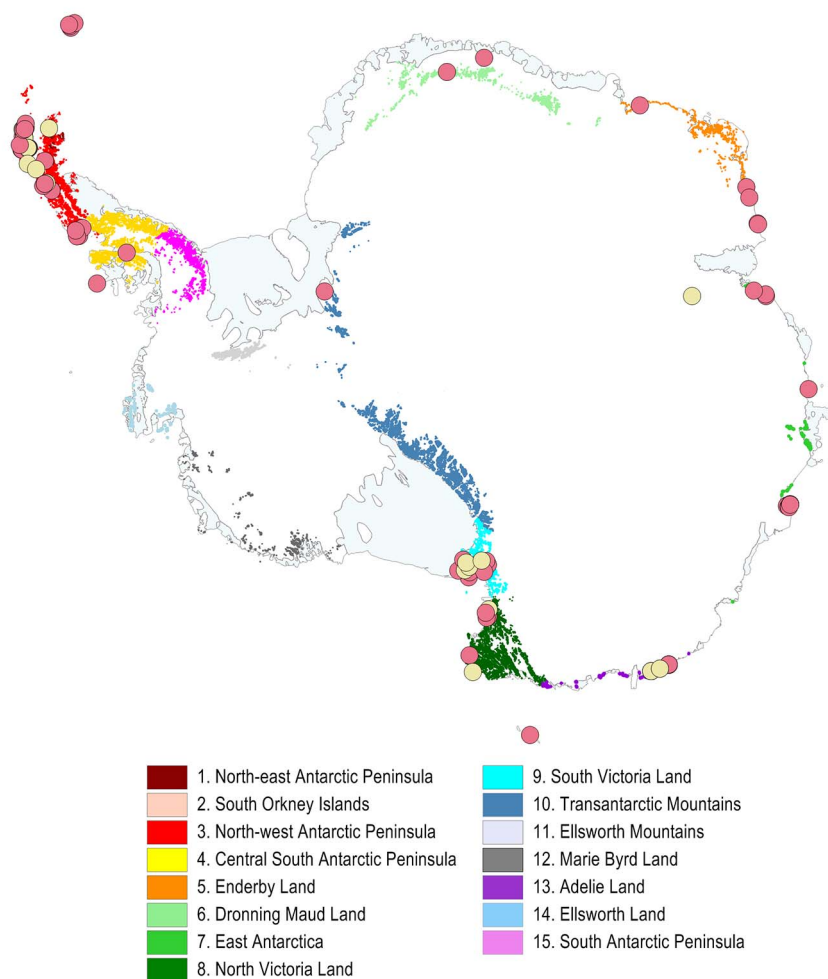 1. North-east Antarctic Peninsula
2. South Orkney Islands
3. North-west Antarctic Peninsula
4. Central South Antarctic Peninsula
5. Enderby Land
6. Dronning Maud Land
7. East Antarctica
8. North Victoria Land
9. South Victoria Land
10. Transantarctic Mountains
11. Ellsworth Mountains
12. Marie Byrd Land
13. Adelie Land
14. Ellsworth Land
15. South Antarctic Peninsula